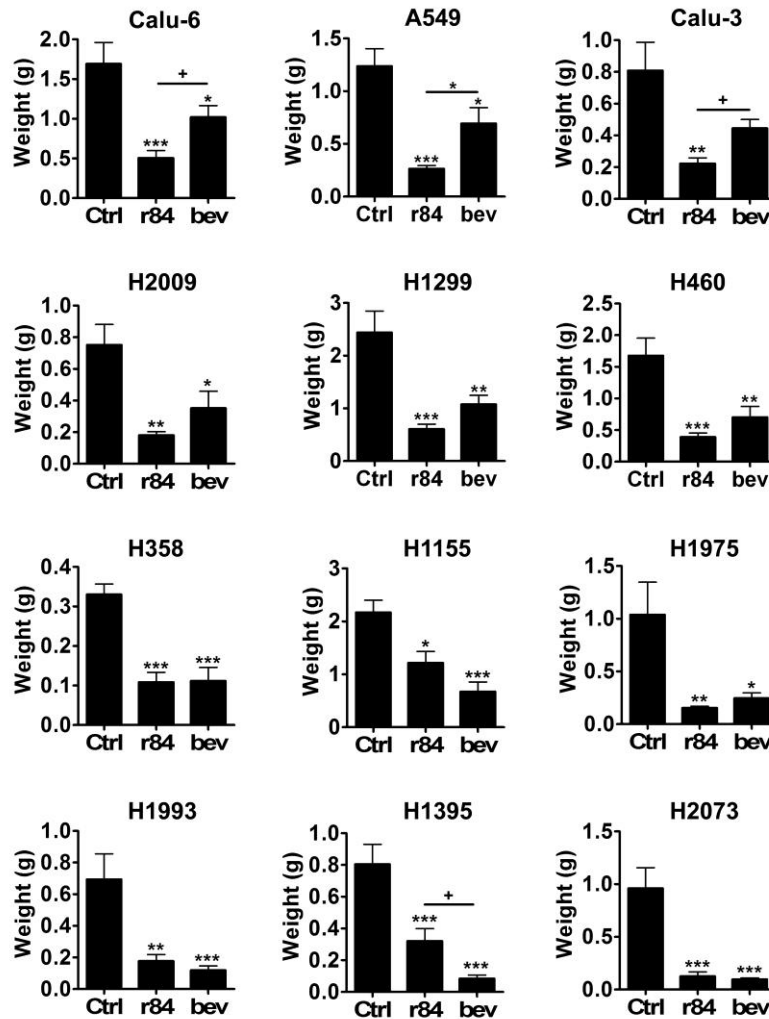 Calu-6
Weight (g)
2.0
1.5
1.0
0.5
0.0
+
*
***
Ctrl r84 bev
A549
Weight (g)
1.5
1.0
0.5
0.0
*
*
***
Ctrl r84 bev
Calu-3
Weight (g)
1.0
0.8
0.6
0.4
0.2
0.0
+
**
Ctrl r84 bev
H2009
Weight (g)
1.0
0.8
0.6
0.4
0.2
0.0
*
**
Ctrl r84 bev
H1299
Weight (g)
3
2
1
0
**
***
Ctrl r84 bev
H460
Weight (g)
2.5
2.0
1.5
1.0
0.5
0.0
**
***
Ctrl r84 bev
H358
Weight (g)
0.4
0.3
0.2
0.1
0.0
*** ***
Ctrl r84 bev
H1155
Weight (g)
3
2
1
0
*
***
Ctrl r84 bev
H1975
Weight (g)
1.5
1.0
0.5
0.0
*
**
Ctrl r84 bev
H1993
Weight (g)
1.0
0.8
0.6
0.4
0.2
0.0
** ***
Ctrl r84 bev
H1395
Weight (g)
1.0
0.8
0.6
0.4
0.2
0.0
+
***
***
Ctrl r84 bev
H2073
Weight (g)
1.5
1.0
0.5
0.0
*** ***
Ctrl r84 bev